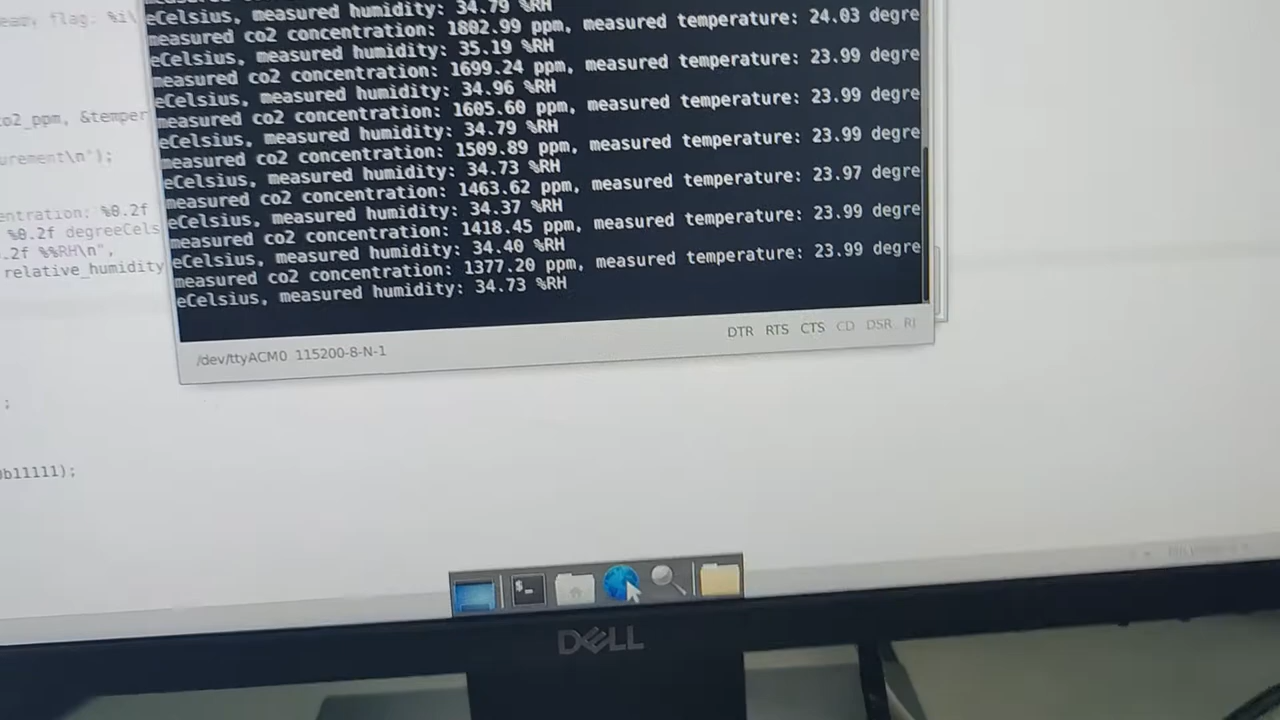 eady, flag: %i\
co2_ppm, &temper
urement\n");
entration: %0.2f
%0.2f degreeCels
.2f %%RH\n",
relative_humidity
;
0b11111);
eCelsius, measured humidity: 34.79 %RH
measured co2 concentration: 1802.99 ppm, measured temperature: 24.03 degre
eCelsius, measured humidity: 35.19 %RH
measured co2 concentration: 1699.24 ppm, measured temperature: 23.99 degre
eCelsius, measured humidity: 34.96 %RH
measured co2 concentration: 1605.60 ppm, measured temperature: 23.99 degre
eCelsius, measured humidity: 34.79 %RH
measured co2 concentration: 1509.89 ppm, measured temperature: 23.99 degre
eCelsius, measured humidity: 34.73 %RH
measured co2 concentration: 1463.62 ppm, measured temperature: 23.97 degre
eCelsius, measured humidity: 34.37 %RH
measured co2 concentration: 1418.45 ppm, measured temperature: 23.99 degre
eCelsius, measured humidity: 34.40 %RH
measured co2 concentration: 1377.20 ppm, measured temperature: 23.99 degre
eCelsius, measured humidity: 34.73 %RH
/dev/ttyACM0 115200-8-N-1
DTR RTS CTS CD DSR RI
$-
DELL